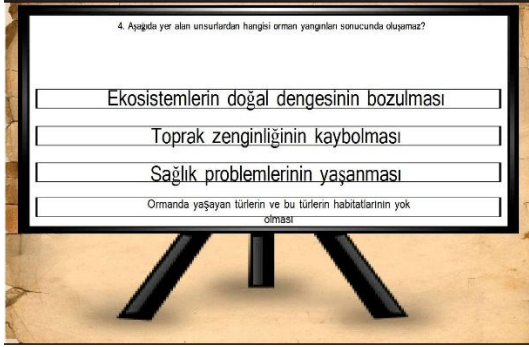 4. Aşağıda yer alan unsurlardan hangisi orman yangınları sonucunda oluşamaz?
Ekosistemlerin doğal dengesinin bozulması
Toprak zenginliğinin kaybolması
Sağlık problemlerinin yaşanması
Ormanda yaşayan türlerin ve bu türlerin habitatlarının yok
olması